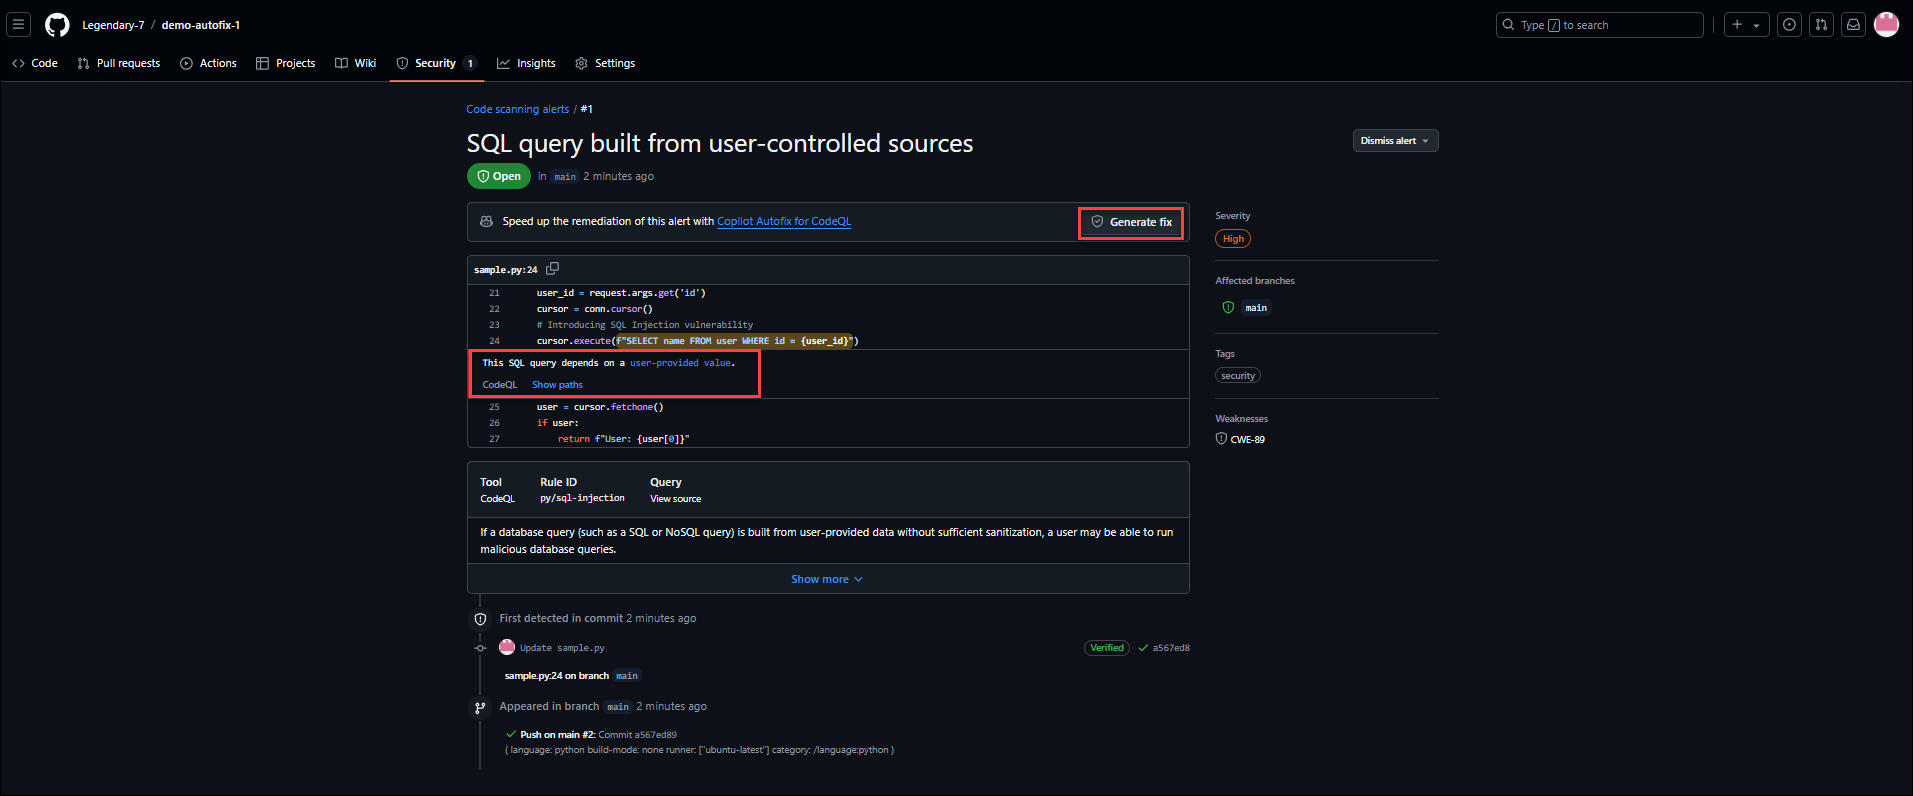 Legendary-7 / demo-autofix-1
Type / to search
Code Pull requests Actions Projects Wiki Security 1 Insights Settings
Code scanning alerts / #1
SQL query built from user-controlled sources
Dismiss alert
Open in main 2 minutes ago
Speed up the remediation of this alert with Copilot Autofix for CodeQL
Generate fix
sample.py:24
21 user_id = request.args.get('id')
22 cursor = conn.cursor()
23 # Introducing SQL Injection vulnerability
24 cursor.execute(f"SELECT name FROM user WHERE id = {user_id}")
This SQL query depends on a user-provided value.
CodeQL Show paths
25 user = cursor.fetchone()
26 if user:
27 return f"User: {user[0]}"
Tool Rule ID Query
CodeQL py/sql-injection View source
If a database query (such as a SQL or NoSQL query) is built from user-provided data without sufficient sanitization, a user may be able to run
malicious database queries.
Show more
First detected in commit 2 minutes ago
Update sample.py
Verified a567ed8
sample.py:24 on branch main
Appeared in branch main 2 minutes ago
Push on main #2: Commit a567ed89
( language: python build-mode: none runner: ["ubuntu-latest"] category: /language:python )
Severity
High
Affected branches
main
Tags
security
Weaknesses
CWE-89